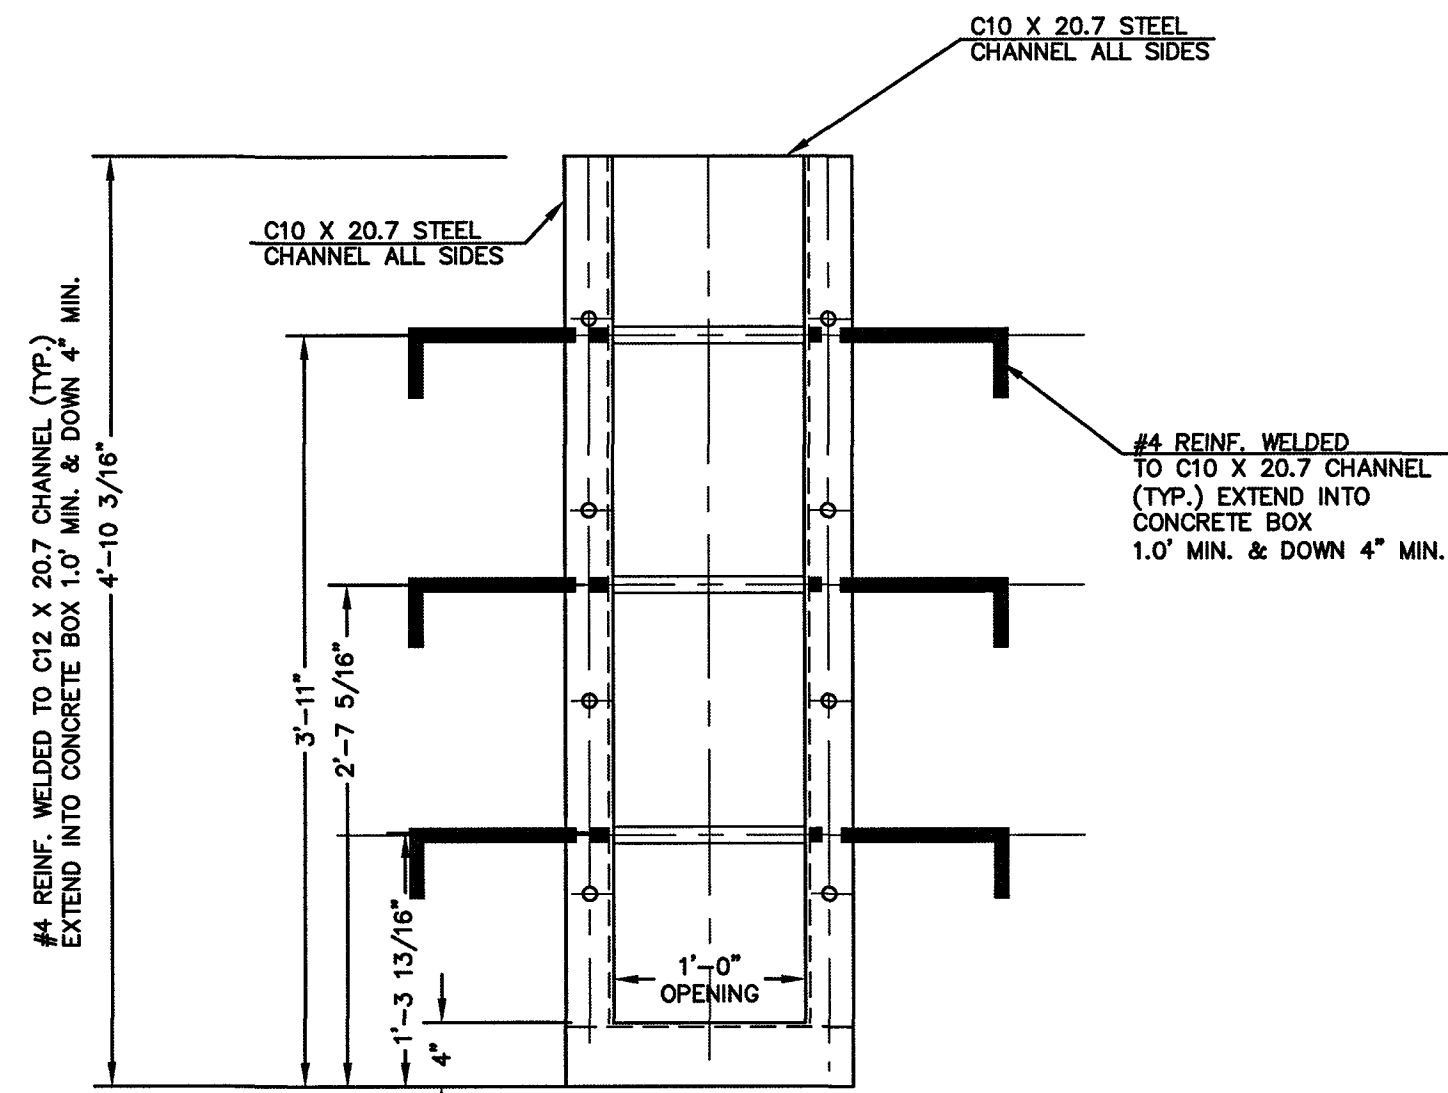 C10 X 20.7 STEEL
CHANNEL ALL SIDES
C10 X 20.7 STEEL
CHANNEL ALL SIDES
#4 REINF. WELDED TO C12 X 20.7 CHANNEL (TYP.)
EXTEND INTO CONCRETE BOX 1.0' MIN. & DOWN 4" MIN.
4'-10 3/16"
3'-11"
2'-7 5/16"
1'-3 13/16"
4"
1'-0"
OPENING
#4 REINF. WELDED
TO C10 X 20.7 CHANNEL
(TYP.) EXTEND INTO
CONCRETE BOX
1.0' MIN. & DOWN 4" MIN.